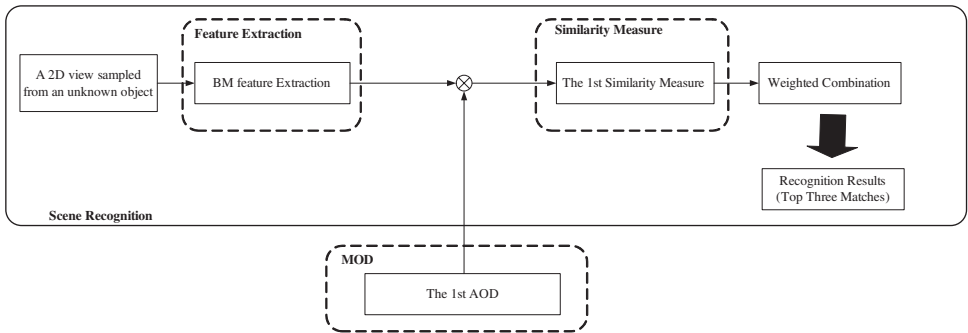 Feature Extraction
Similarity Measure
A 2D view sampled
from an unknown object
BM feature Extraction
The 1st Similarity Measure
Weighted Combination
Recognition Results
(Top Three Matches)
Scene Recognition
MOD
The 1st AOD